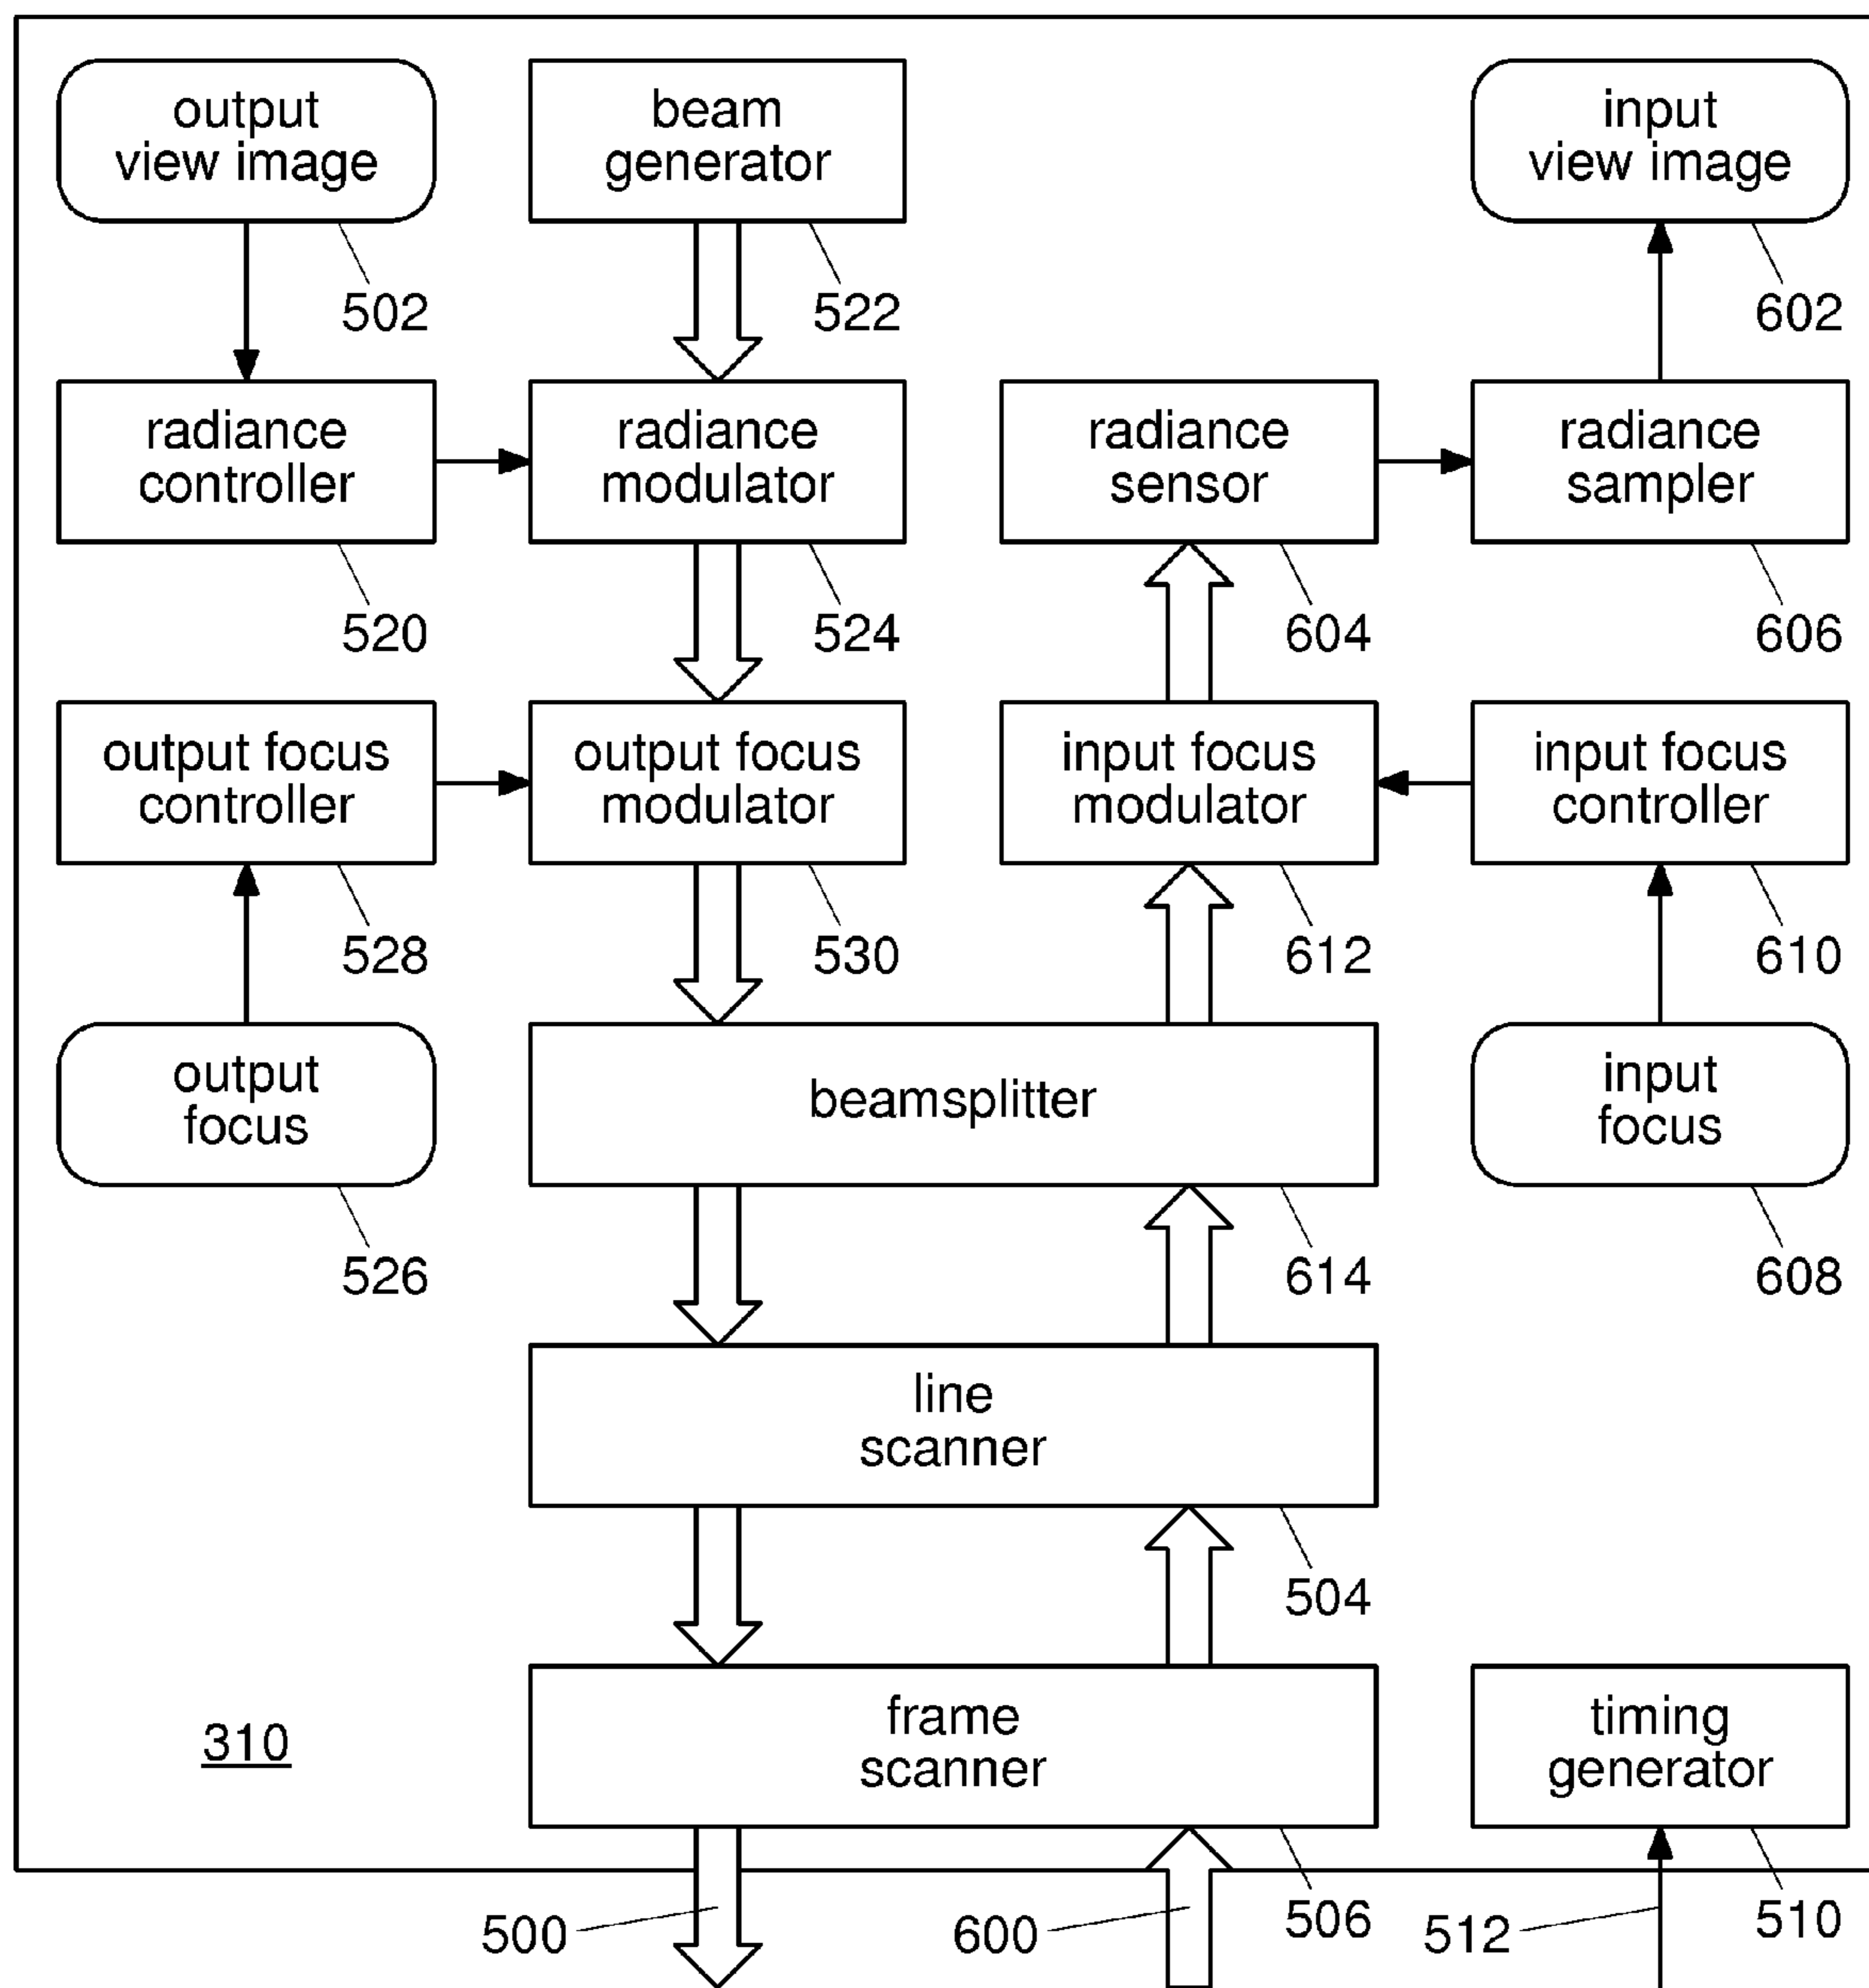 output
view image
beam
generator
input
view image
502
522
602
radiance
controller
radiance
modulator
radiance
sensor
radiance
sampler
520
524
604
606
output focus
controller
output focus
modulator
input focus
modulator
input focus
controller
528
530
612
610
output
focus
beamsplitter
input
focus
526
614
608
line
scanner
504
310
frame
scanner
timing
generator
500
600
506
512
510